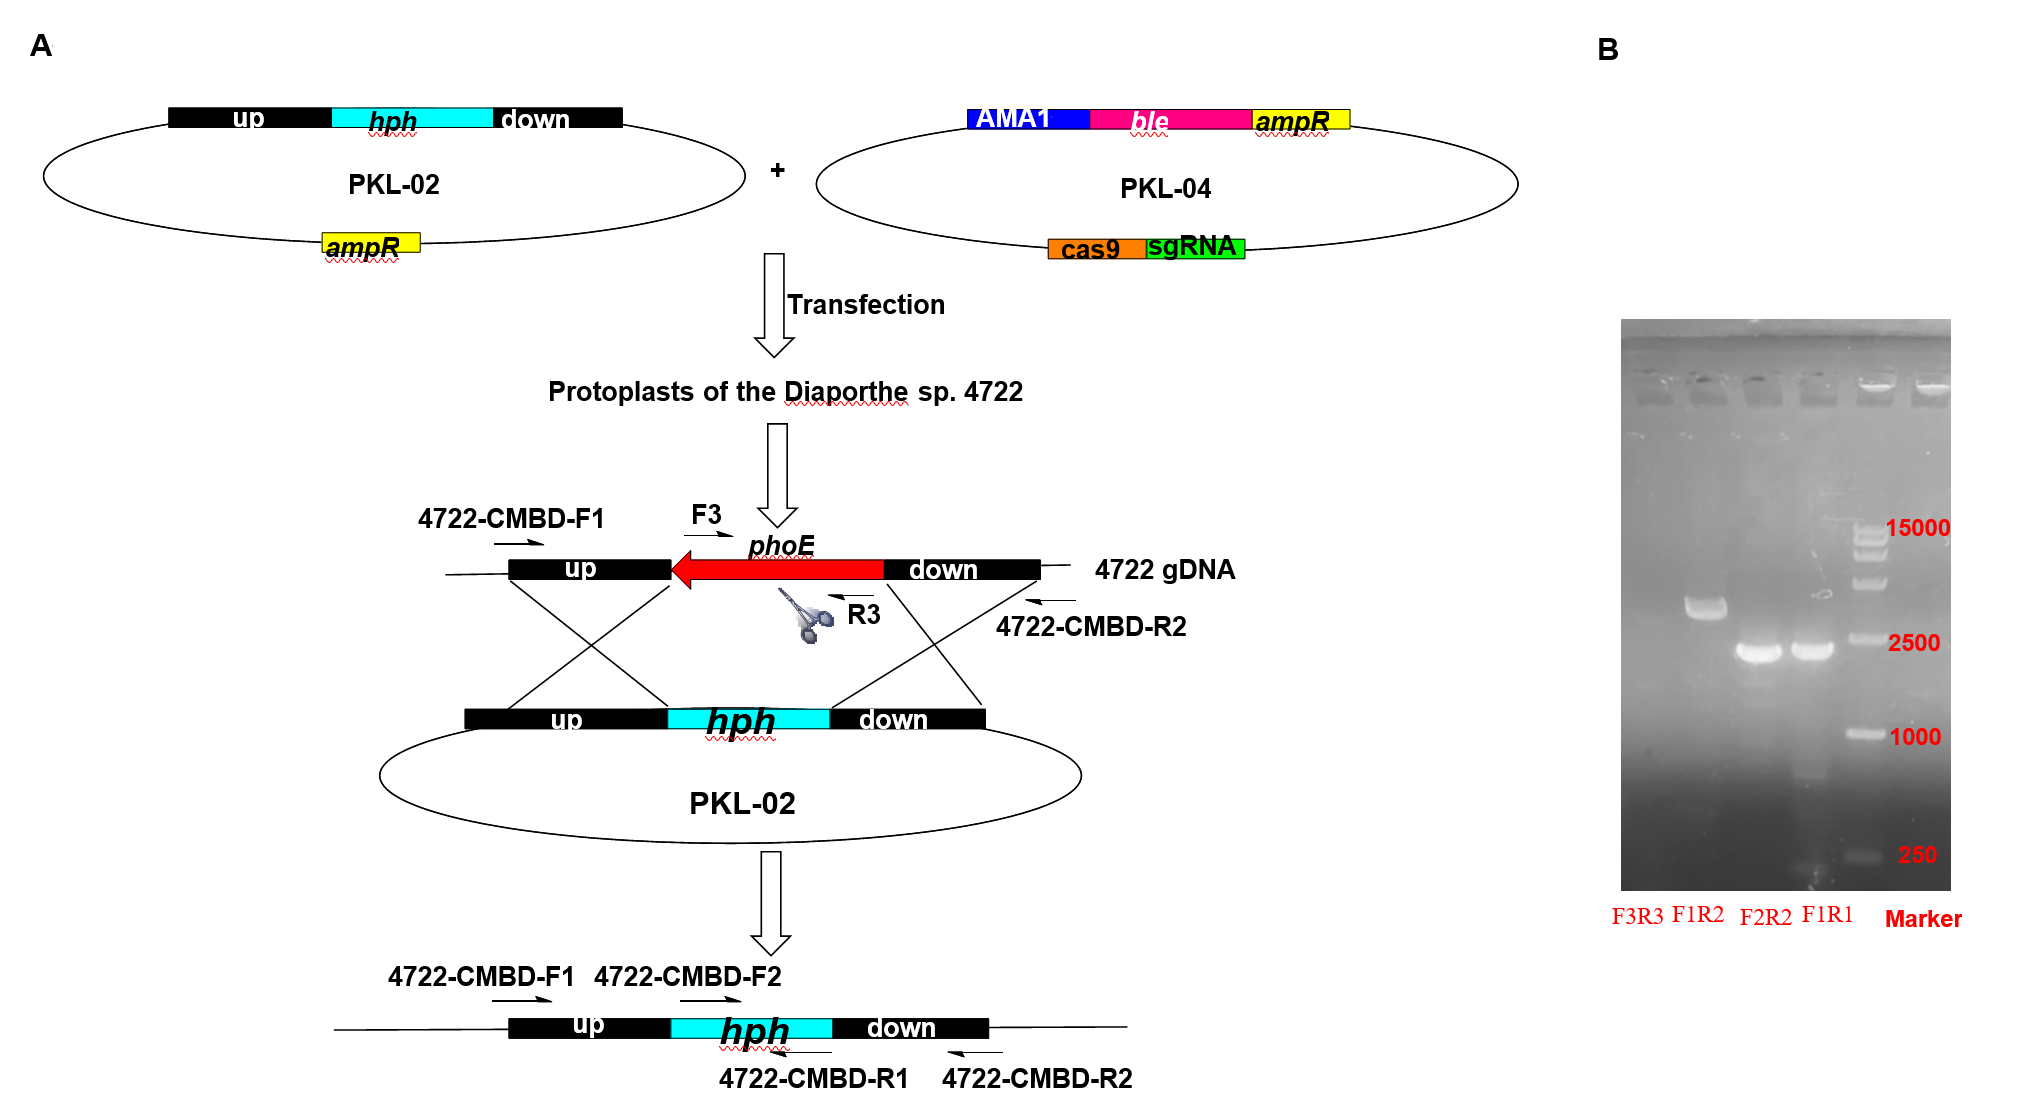 A
B
up
hph
down
AMA1
ble
ampR
PKL-02
+
PKL-04
ampR
cas9
sgRNA
Transfection
Protoplasts of the Diaporthe sp. 4722
4722-CMBD-F1
F3
phoE
up
down
4722 gDNA
R3
4722-CMBD-R2
up
hph
down
PKL-02
4722-CMBD-F1
4722-CMBD-F2
up
hph
down
4722-CMBD-R1
4722-CMBD-R2
15000
2500
1000
250
F3R3
F1R2
F2R2
F1R1
Marker